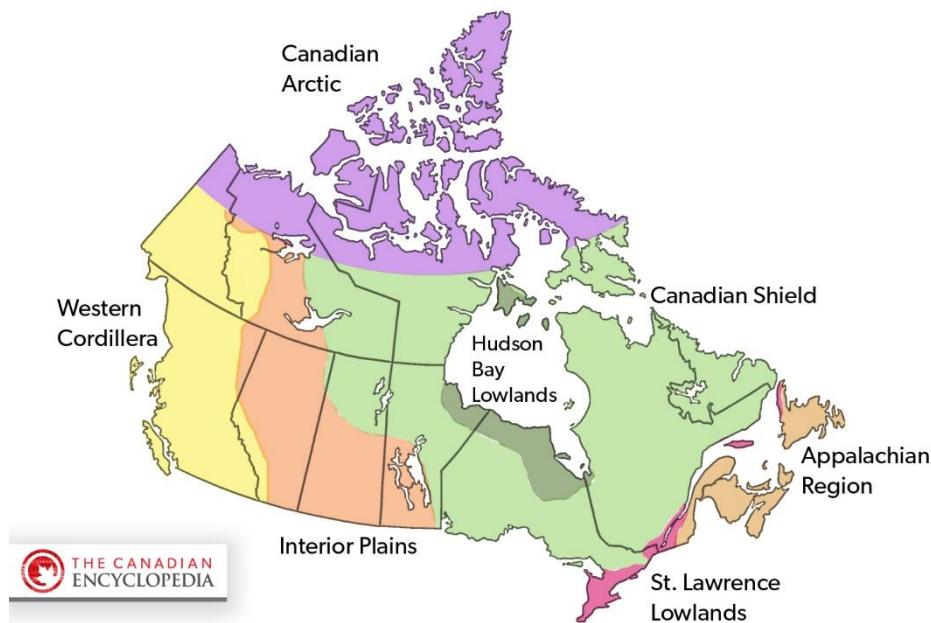 Canadian
Arctic
Western
Cordillera
Canadian Shield
Hudson
Bay
Lowlands
Appalachian
Region
Interior Plains
St. Lawrence
Lowlands
THE CANADIAN
ENCYCLOPEDIA